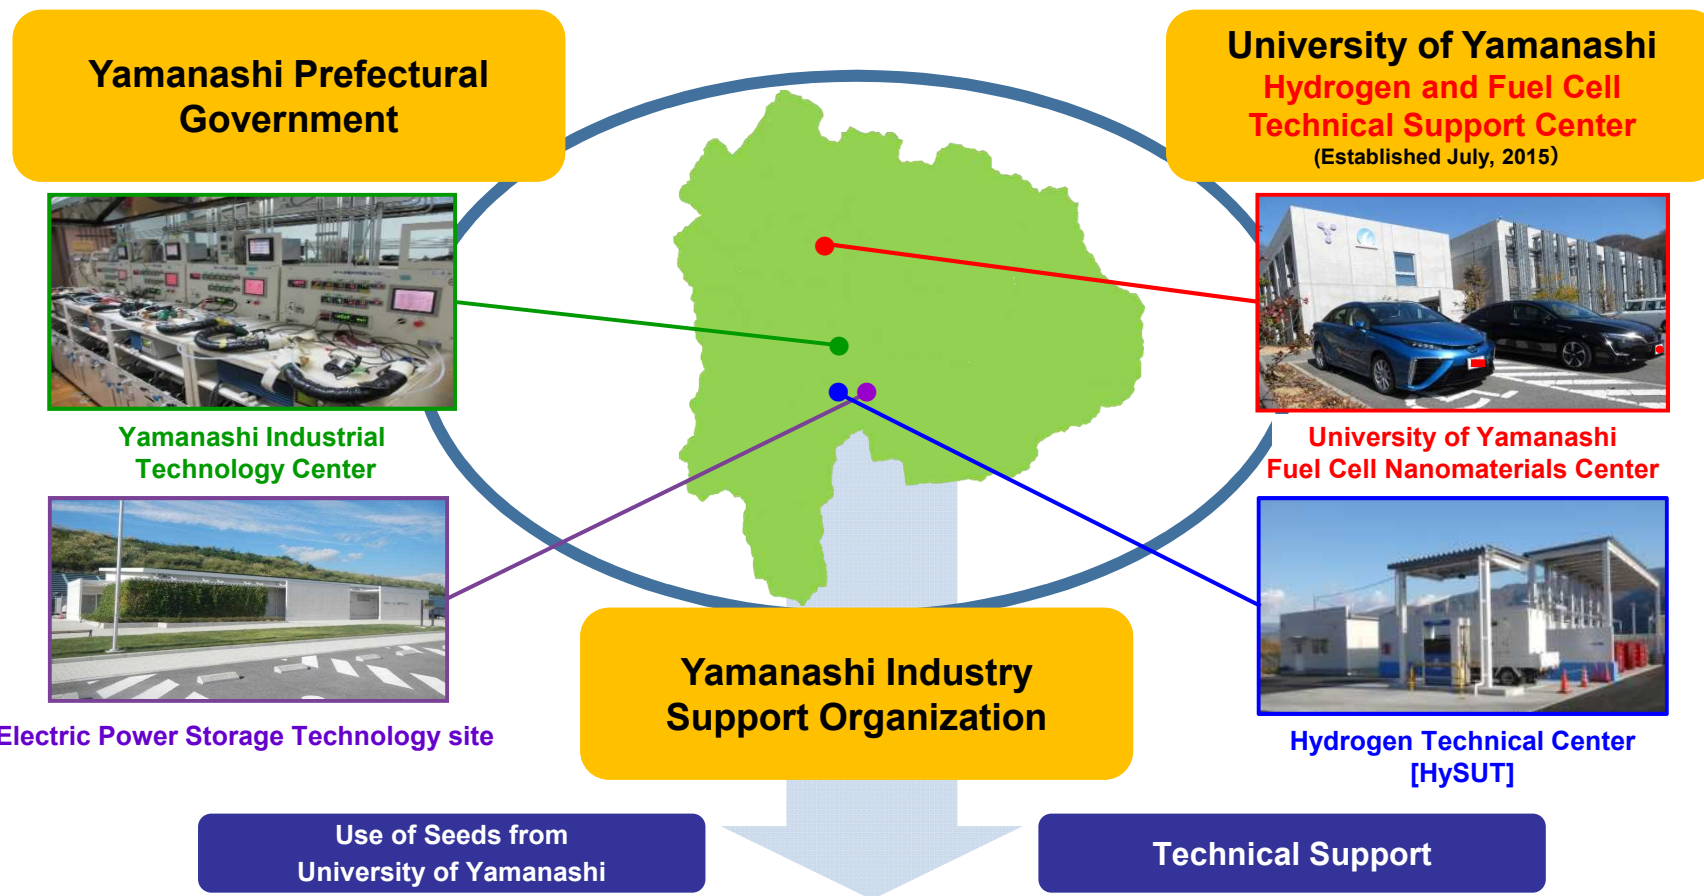 Yamanashi Prefectural
Government
University of Yamanashi
Hydrogen and Fuel Cell
Technical Support Center
(Established July, 2015）
Yamanashi Industrial
Technology Center
University of Yamanashi
Fuel Cell Nanomaterials Center
Electric Power Storage Technology site
Yamanashi Industry
Support Organization
Hydrogen Technical Center
[HySUT]
Use of Seeds from
University of Yamanashi
Technical Support